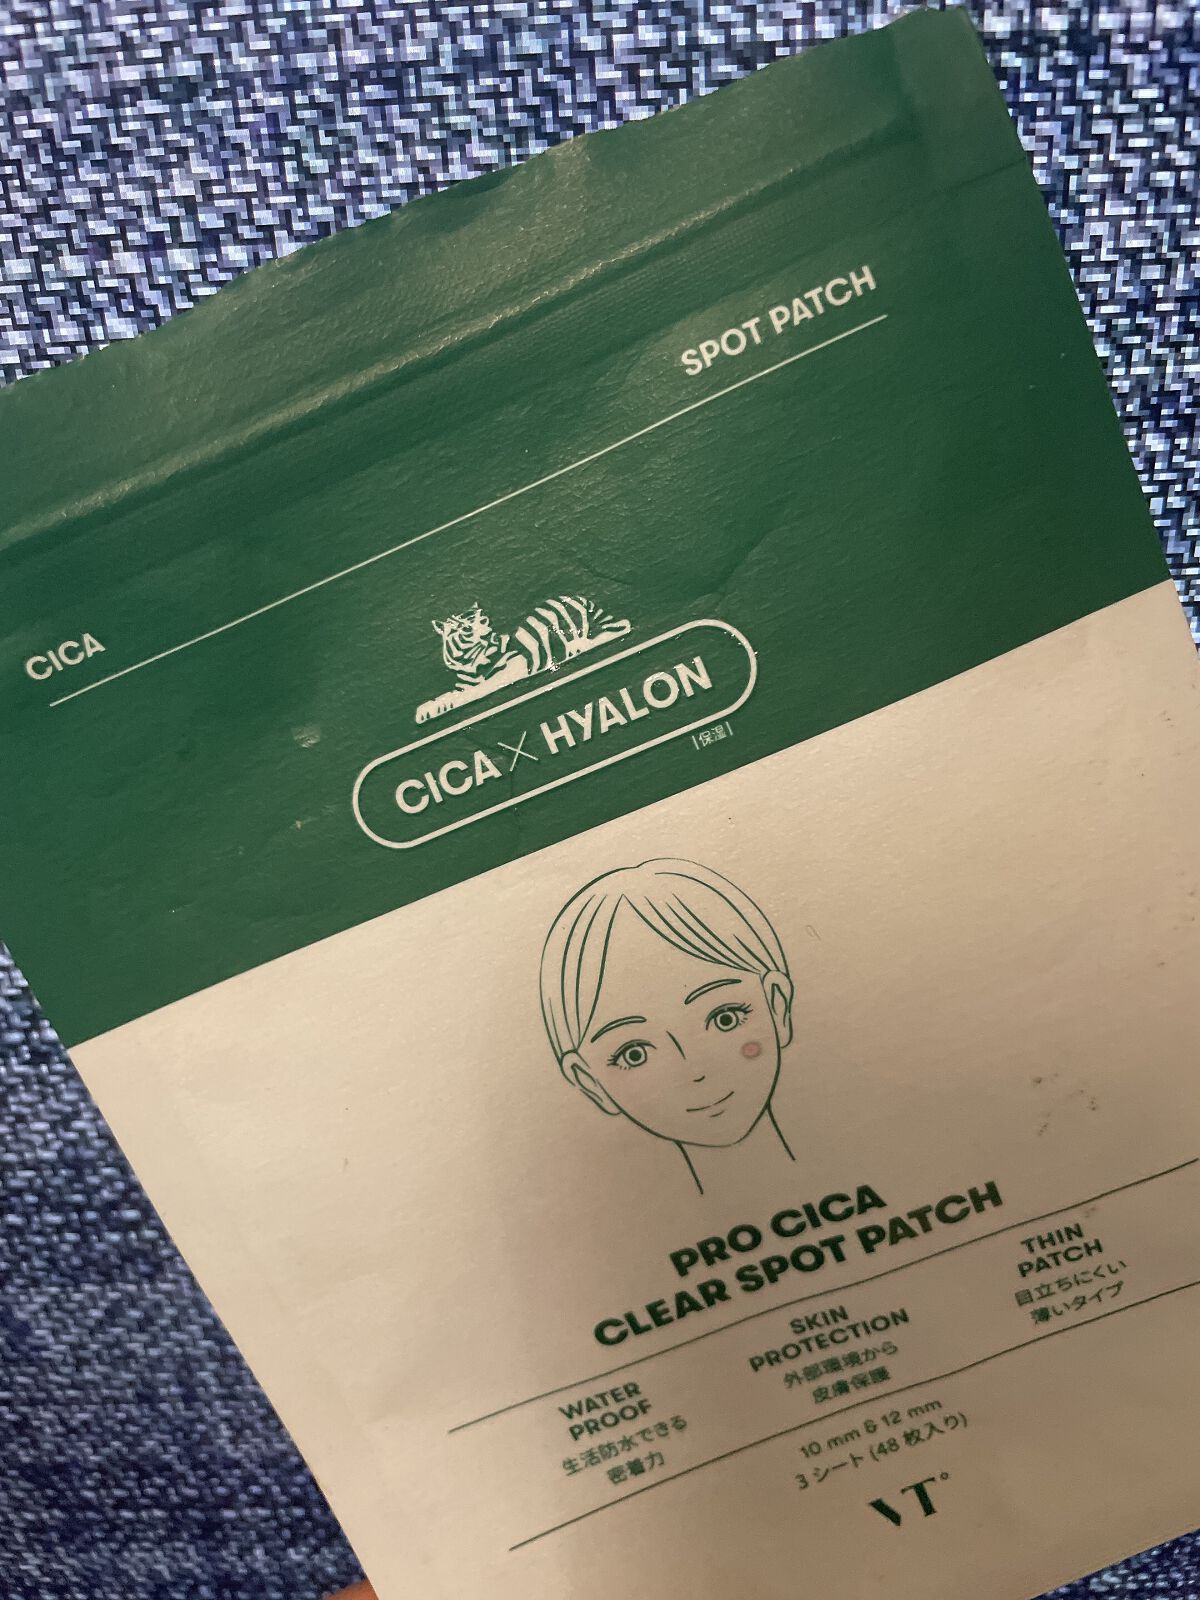 SPOT PATCH
CICA
CICA × HYALON
|保湿|
PRO CICA
CLEAR SPOT PATCH
WATER
PROOF
生活防水できる
密着力
SKIN
PROTECTION
外部環境から
皮膚保護
THIN
PATCH
目立ちにくい
薄いタイプ
10 mm & 12 mm
3 シート (48 枚入り)
VT°